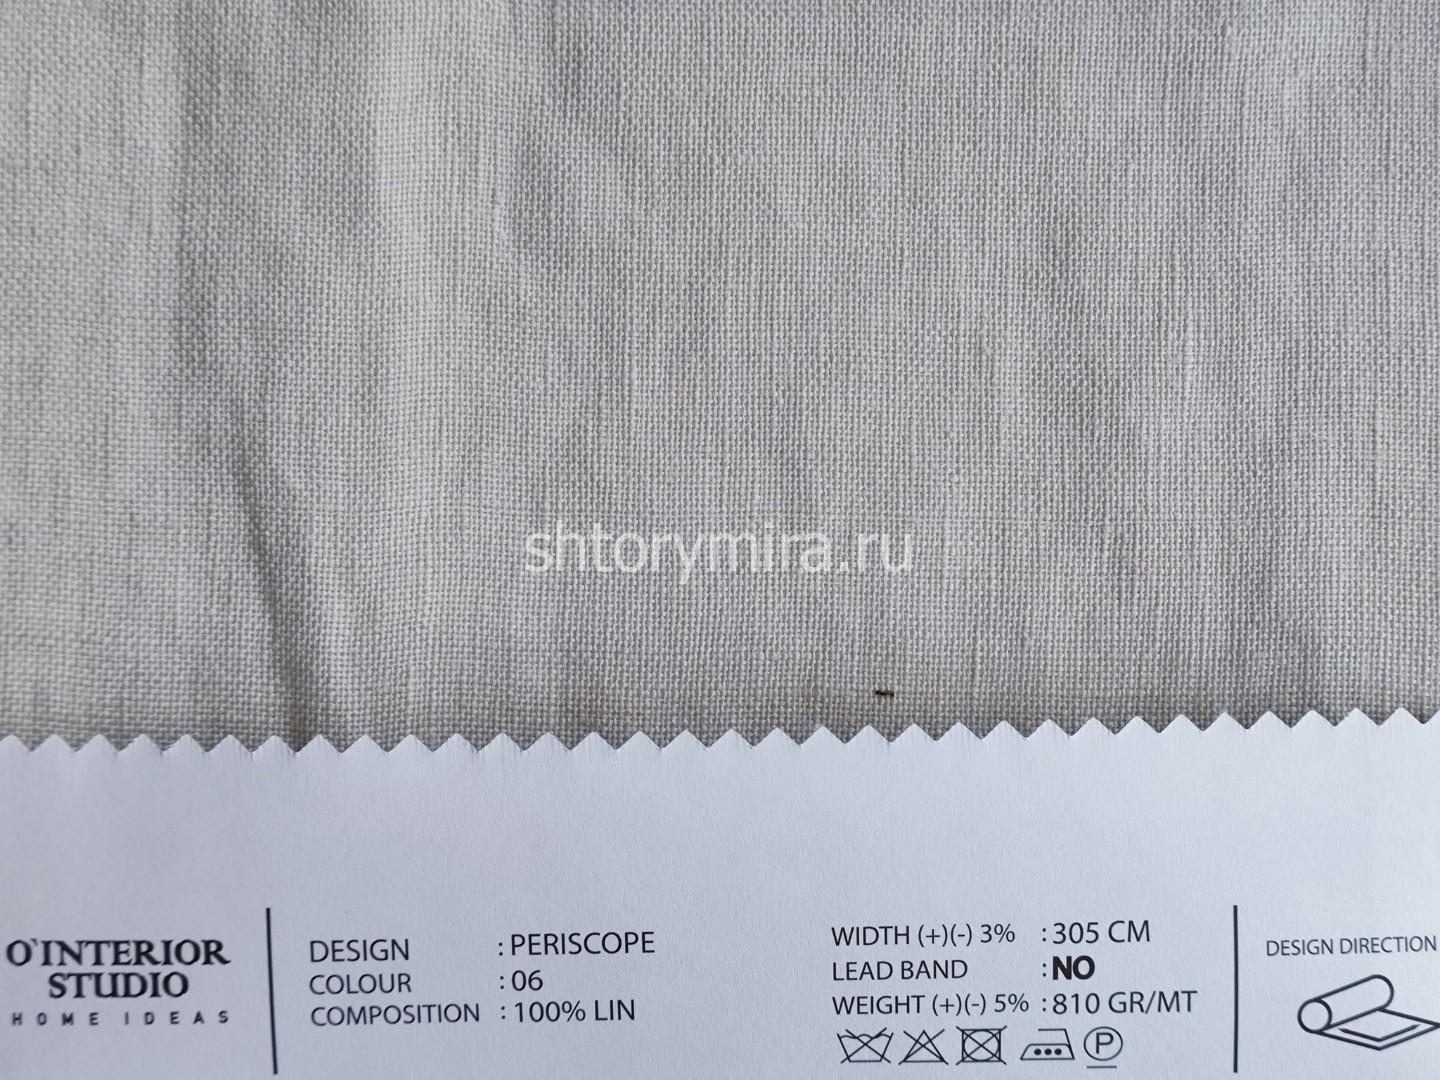 shtorymira.ru
O'INTERIOR
STUDIO
HOME IDEAS
DESIGN : PERISCOPE
COLOUR : 06
COMPOSITION : 100% LIN
WIDTH (+)(-) 3% : 305 CM
LEAD BAND : NO
WEIGHT (+)(-) 5% : 810 GR/MT
P
DESIGN DIRECTION